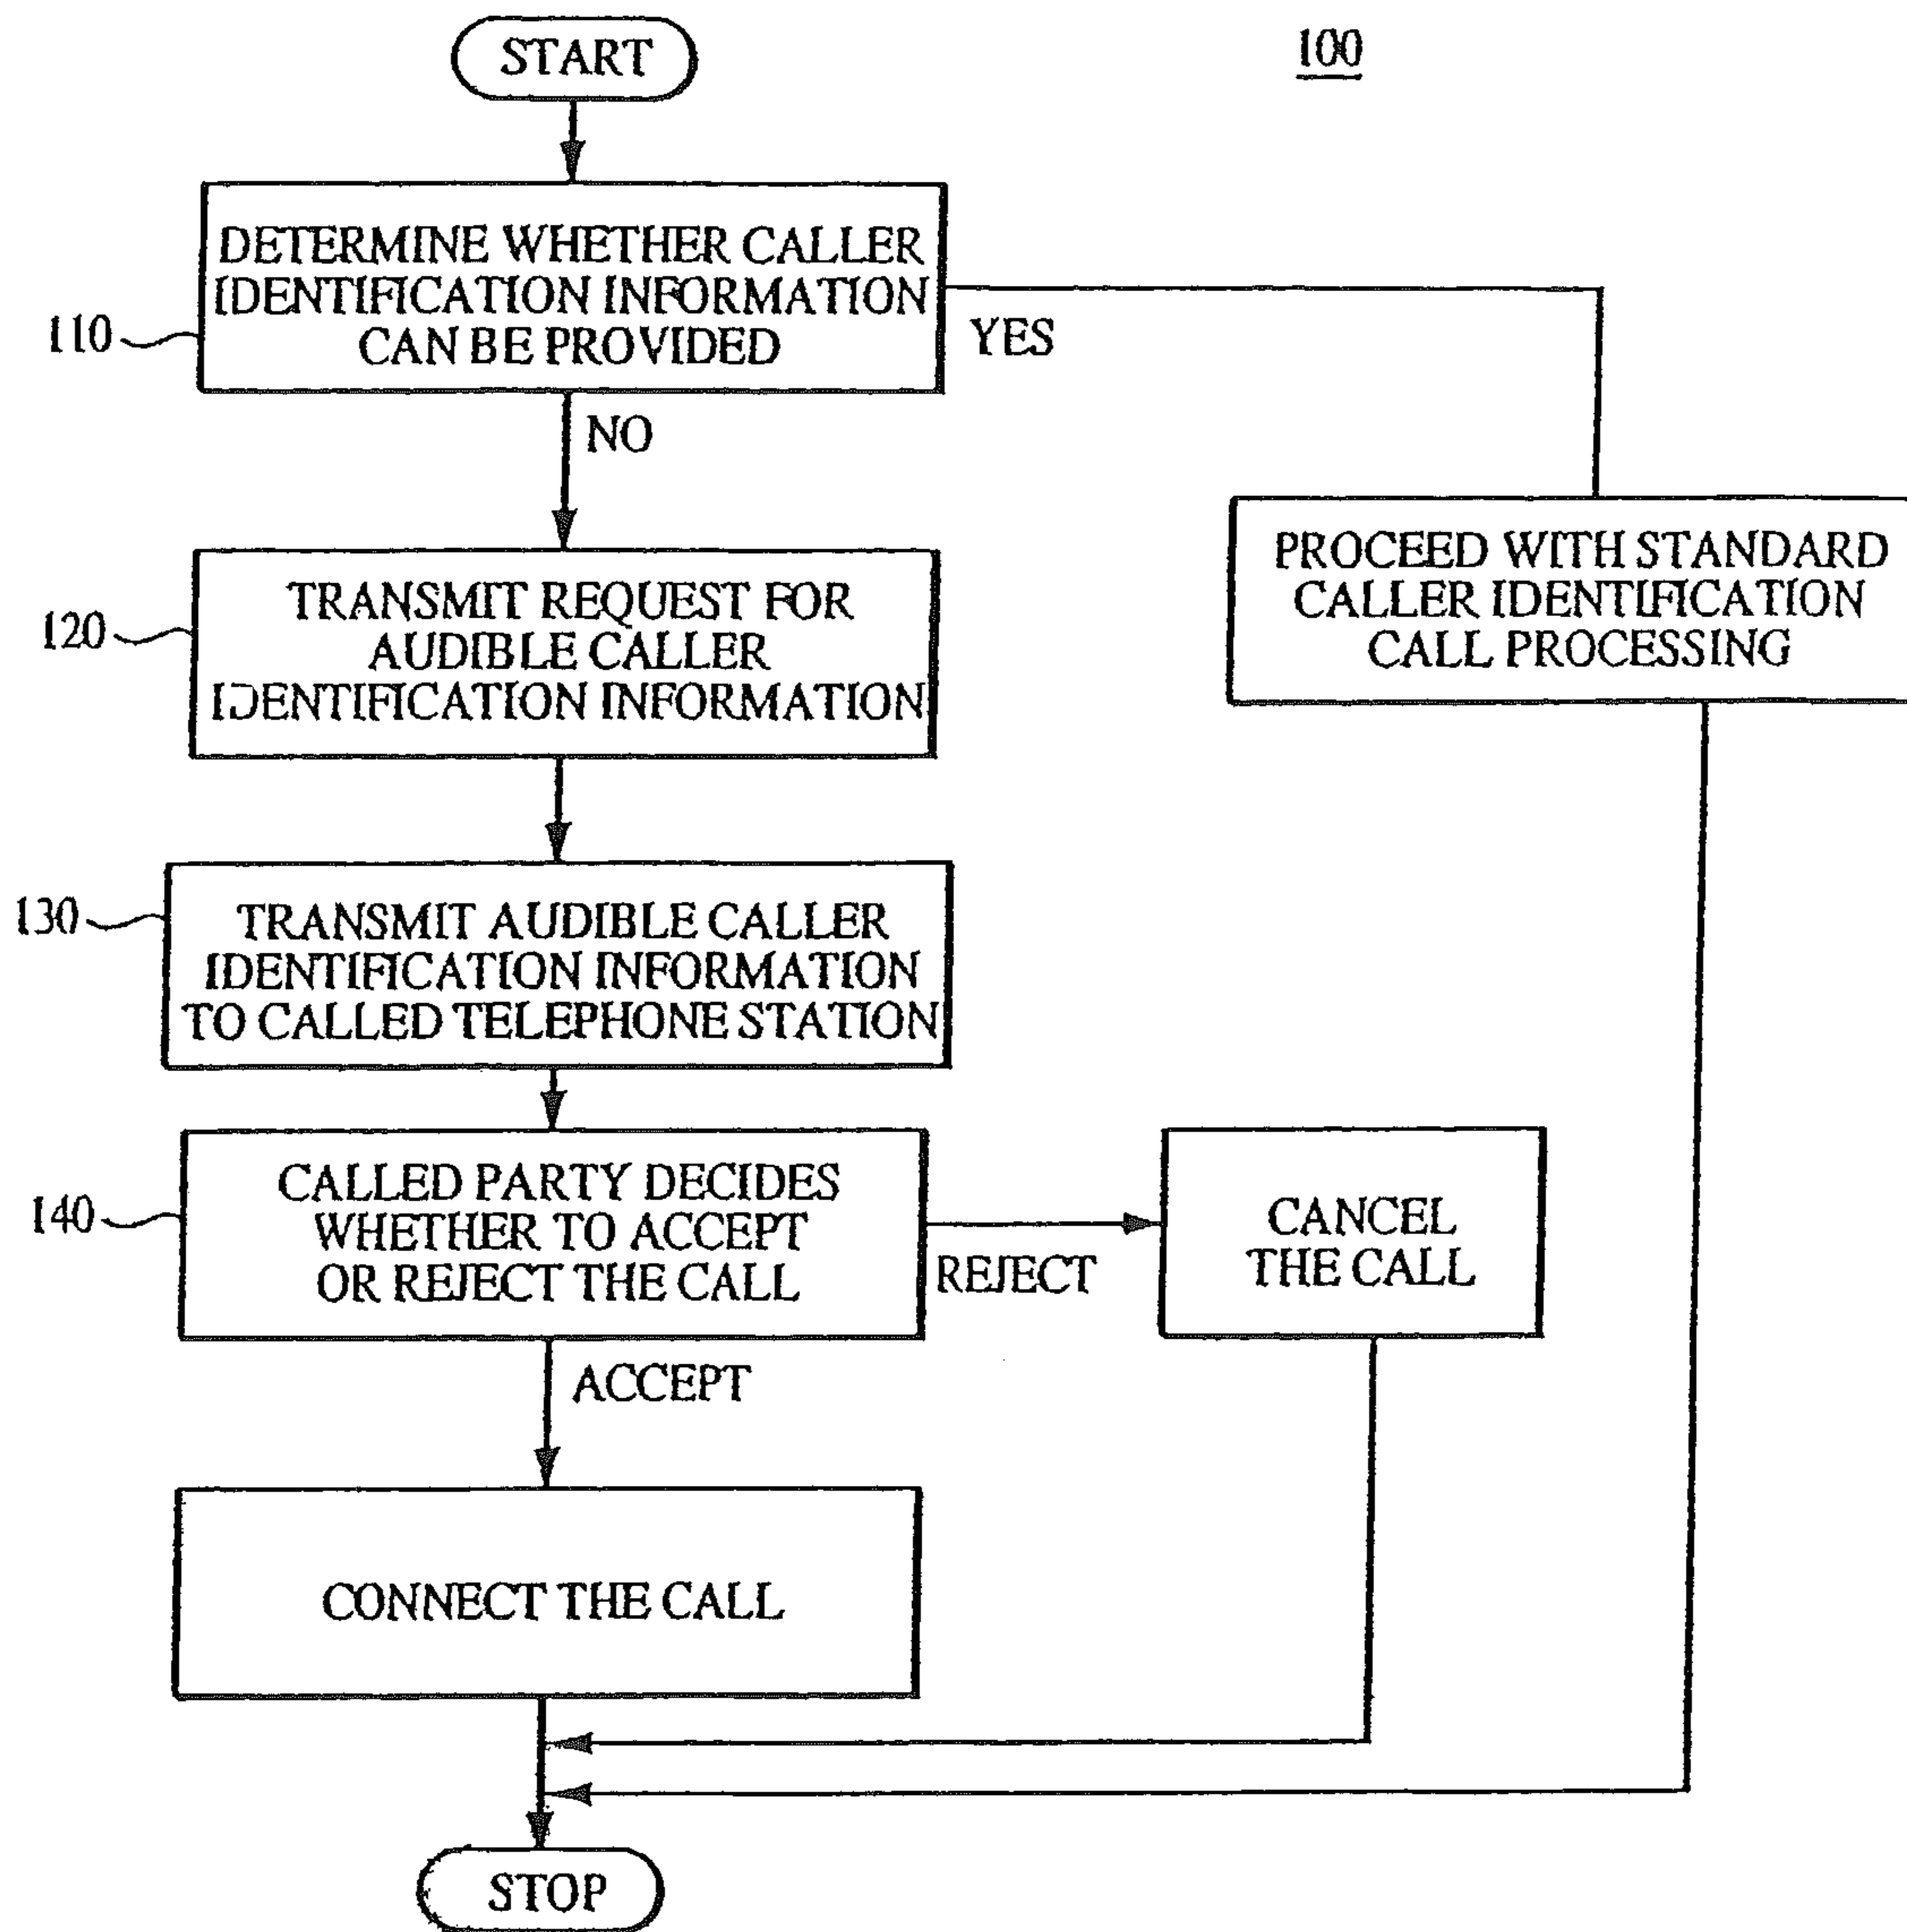 START
100
DETERMINE WHETHER CALLER
IDENTIFICATION INFORMATION
CAN BE PROVIDED
110
YES
NO
PROCEED WITH STANDARD
CALLER IDENTIFICATION
CALL PROCESSING
TRANSMIT REQUEST FOR
AUDIBLE CALLER
IDENTIFICATION INFORMATION
120
TRANSMIT AUDIBLE CALLER
IDENTIFICATION INFORMATION
TO CALLED TELEPHONE STATION
130
CALLED PARTY DECIDES
WHETHER TO ACCEPT
OR REJECT THE CALL
140
REJECT
CANCEL
THE CALL
ACCEPT
CONNECT THE CALL
STOP